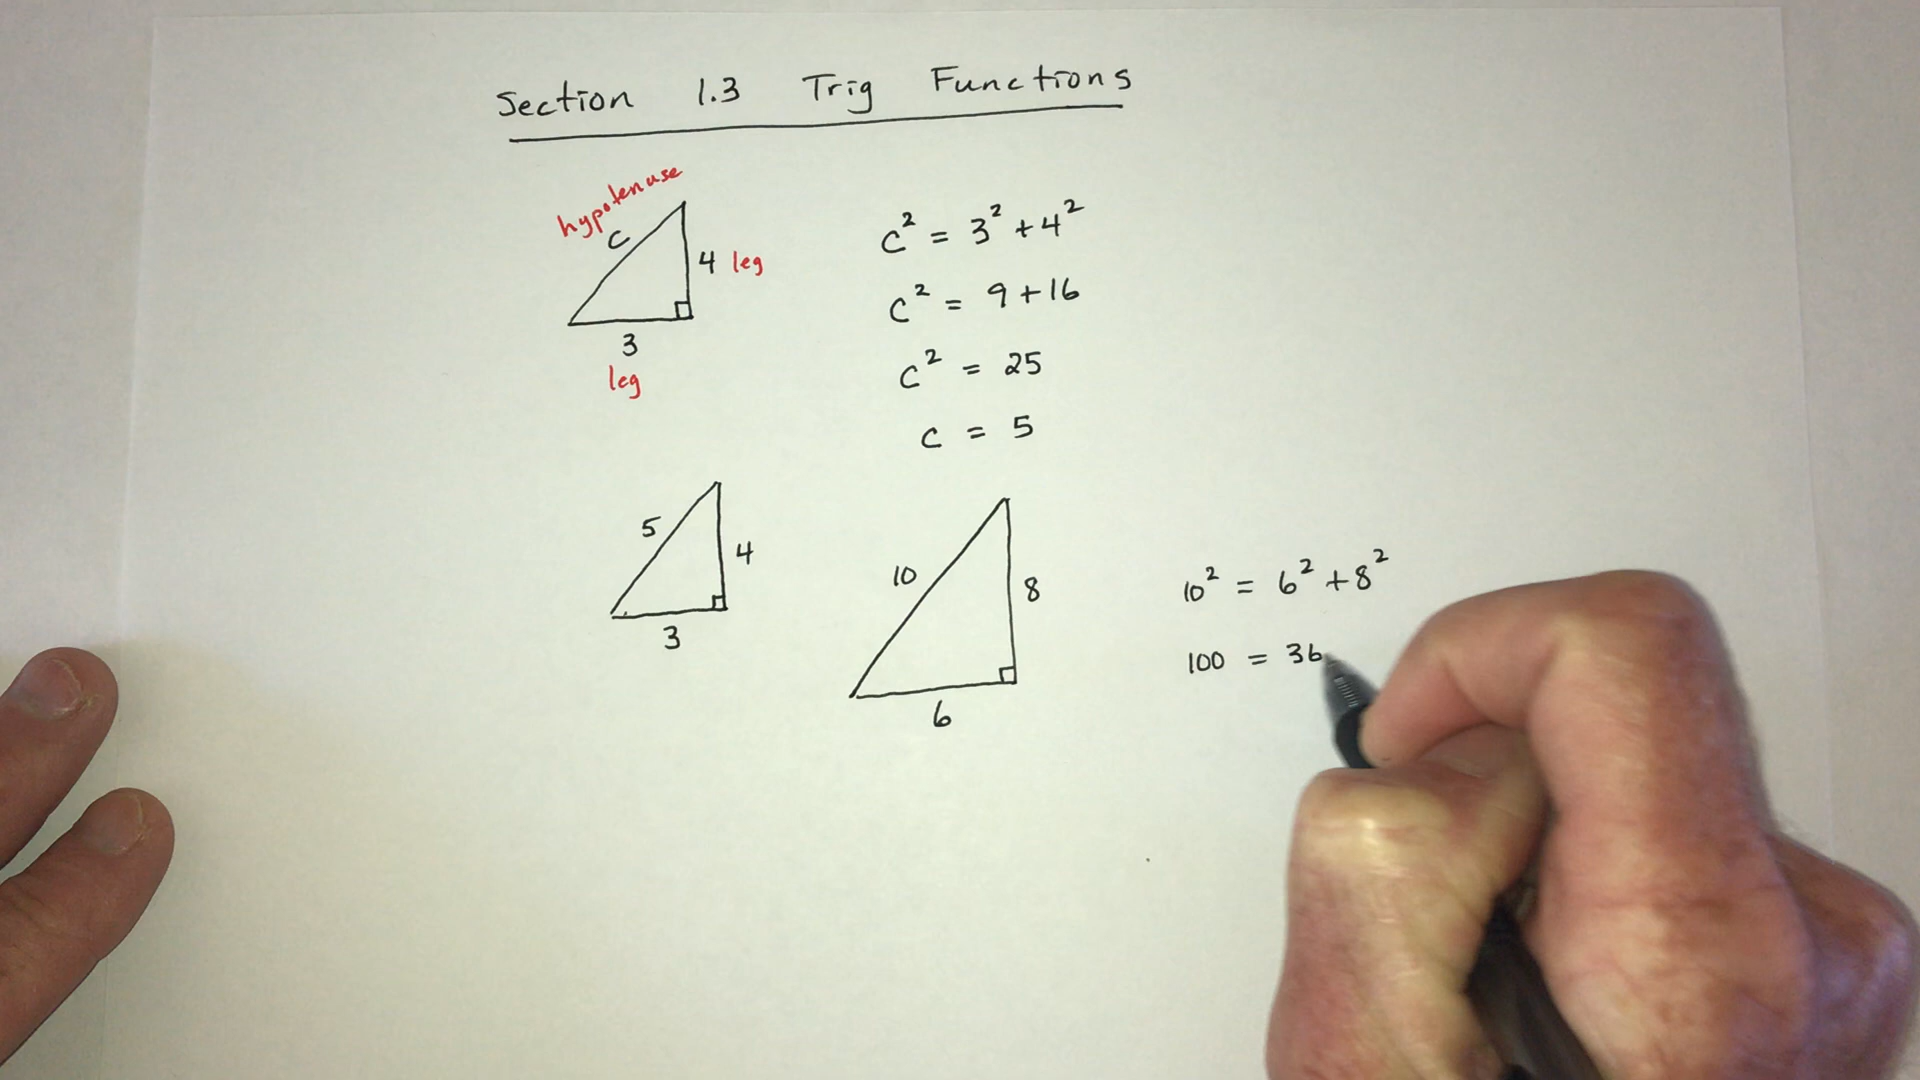 Section 1.3 Trig Functions
hypotenuse
c
4 leg
3
leg
c² = 3² + 4²
c² = 9 + 16
c² = 25
c = 5
5
4
3
10
8
6
10² = 6² + 8²
100 = 36